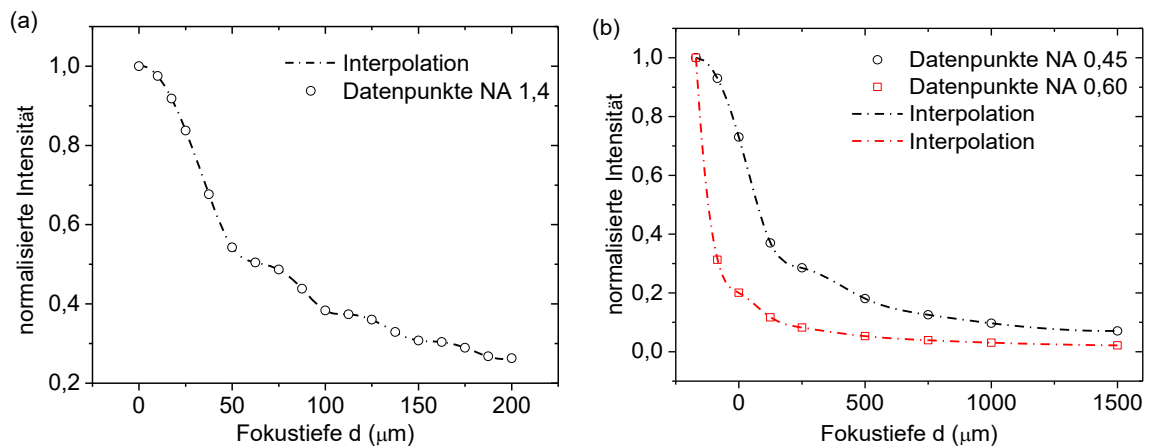 (a)
normalisierte Intensität
1,0
0,8
0,6
0,4
0,2
0
50
100
150
200
Fokustiefe d (μm)
Interpolation
Datenpunkte NA 1,4
(b)
normalisierte Intensität
1,0
0,8
0,6
0,4
0,2
0,0
0
500
1000
1500
Fokustiefe d (μm)
Datenpunkte NA 0,45
Datenpunkte NA 0,60
Interpolation
Interpolation